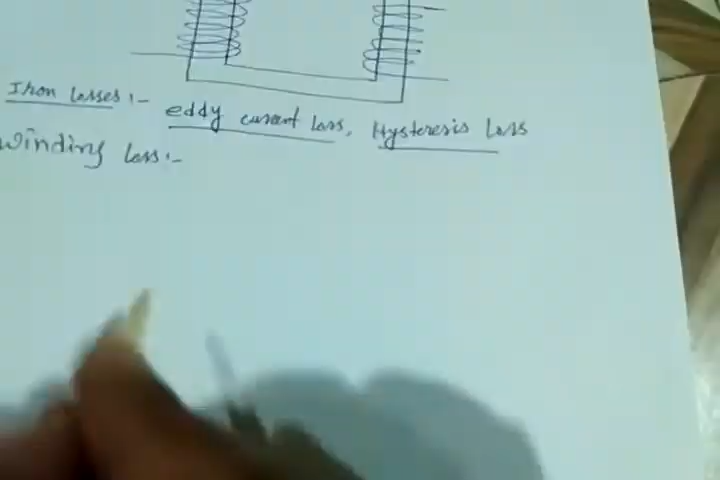 Iron losses :- eddy current loss, Hysteresis Loss
Winding loss :-